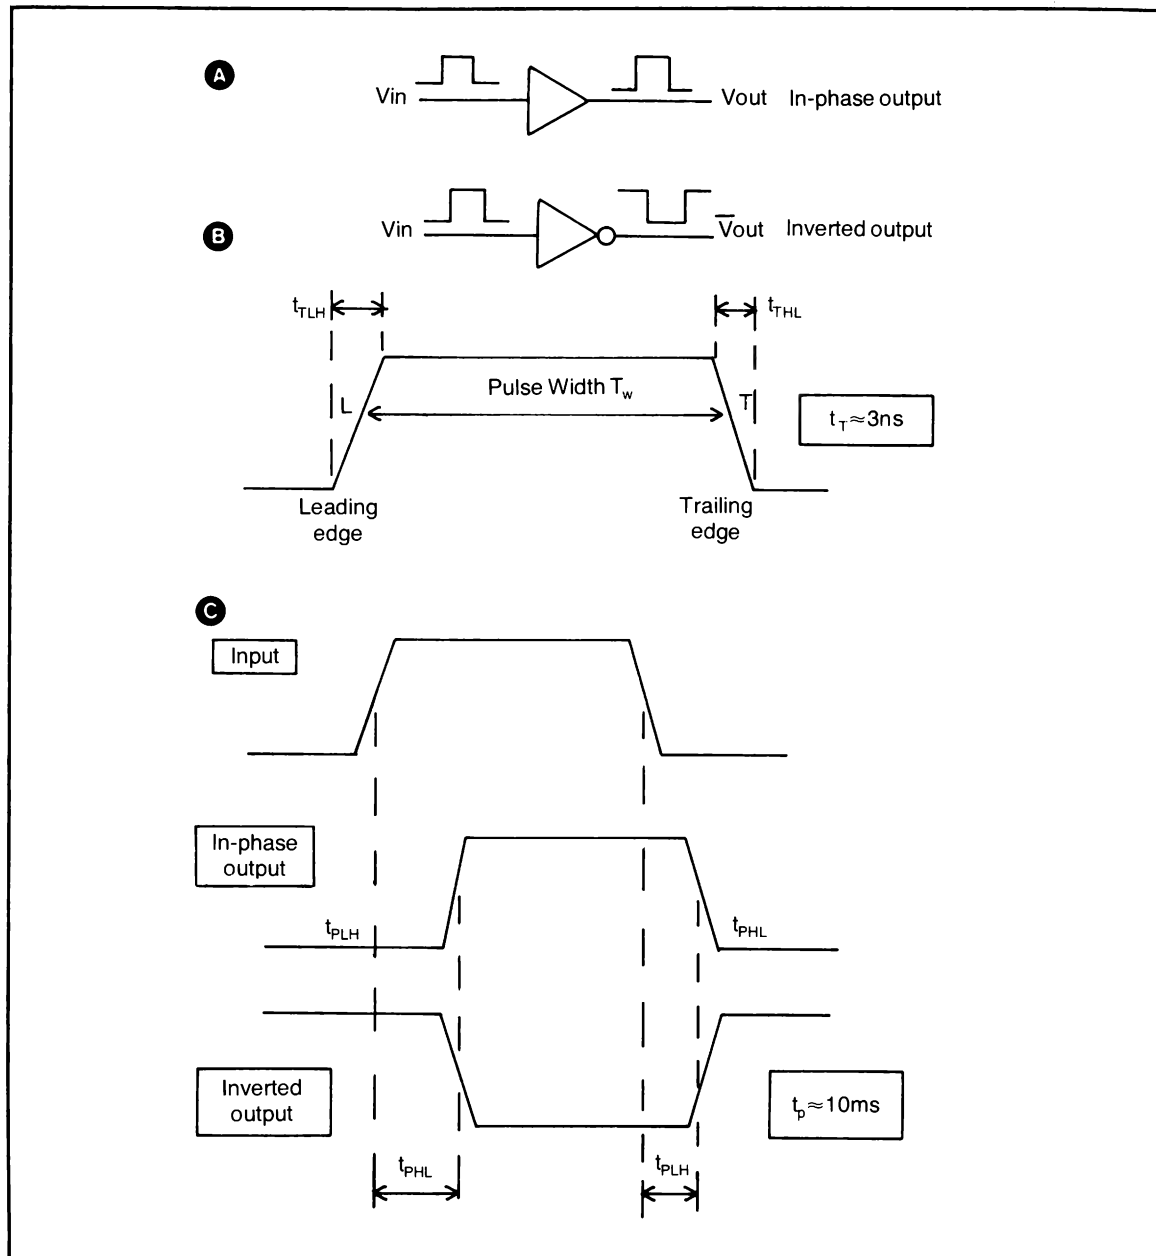 A
Vin
Vout In-phase output
B
Vin
V̅out Inverted output
tTLH
tTHL
Pulse Width Tw
L
T
tT≈3ns
Leading
edge
Trailing
edge
C
Input
In-phase
output
tPLH
tPHL
Inverted
output
tp≈10ms
tPHL
tPLH